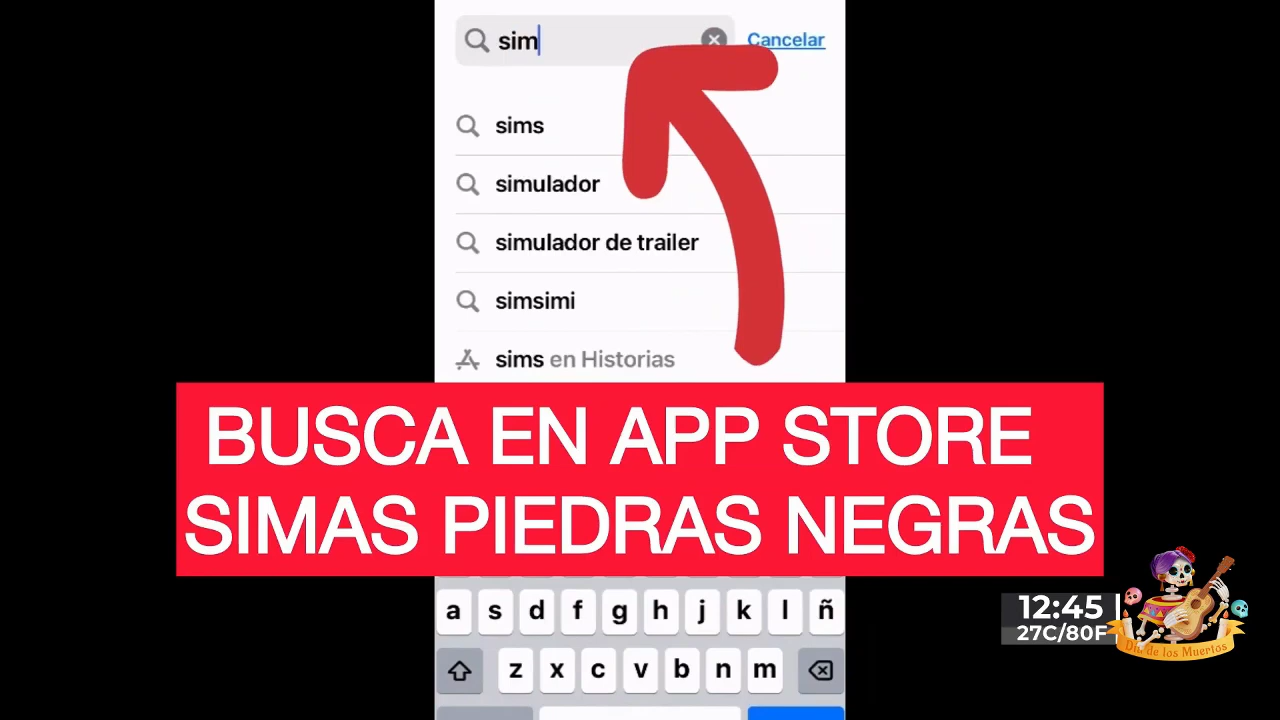 sim
Cancelar
sims
simulador
simulador de trailer
simsimi
sims en Historias
BUSCA EN APP STORE
SIMAS PIEDRAS NEGRAS
a s d f g h j k l ñ
z x c v b n m
12:45
27C/80F
Día de los Muertos